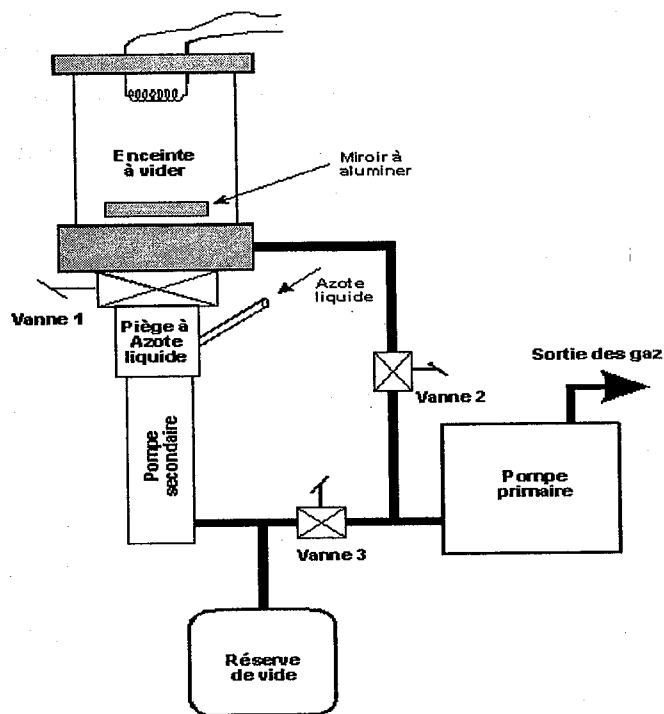 Enceinte
à vider
Miroir à
aluminer
Azote
liquide
Vanne 1
Piège à
Azote
liquide
Sortie des gaz
Vanne 2
Pompe
secondaire
Pompe
primaire
Vanne 3
Réserve
de vide